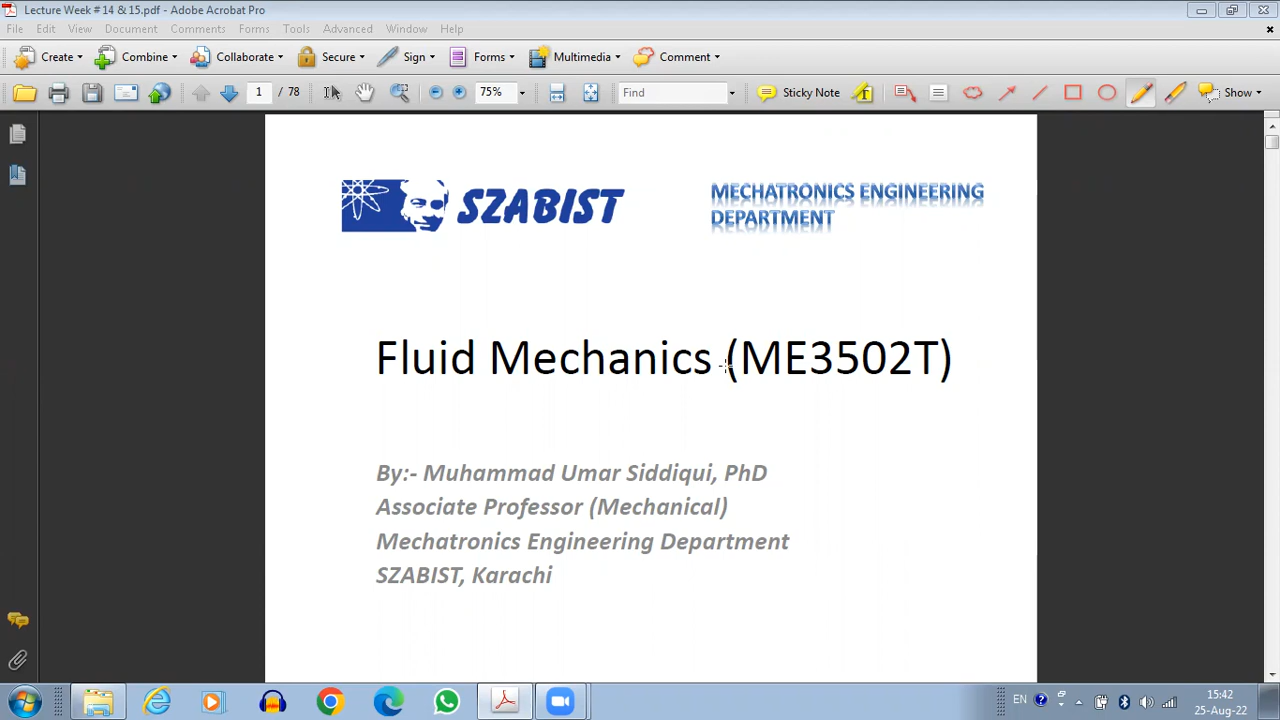 Lecture Week # 14 & 15.pdf - Adobe Acrobat Pro
File Edit View Document Comments Forms Tools Advanced Window Help
Create Combine Collaborate Secure Sign Forms Multimedia Comment
1 / 78 75% Find Sticky Note Show
SZABIST
MECHATRONICS ENGINEERING
DEPARTMENT
Fluid Mechanics (ME3502T)
By:- Muhammad Umar Siddiqui, PhD
Associate Professor (Mechanical)
Mechatronics Engineering Department
SZABIST, Karachi
EN 15:42
25-Aug-22